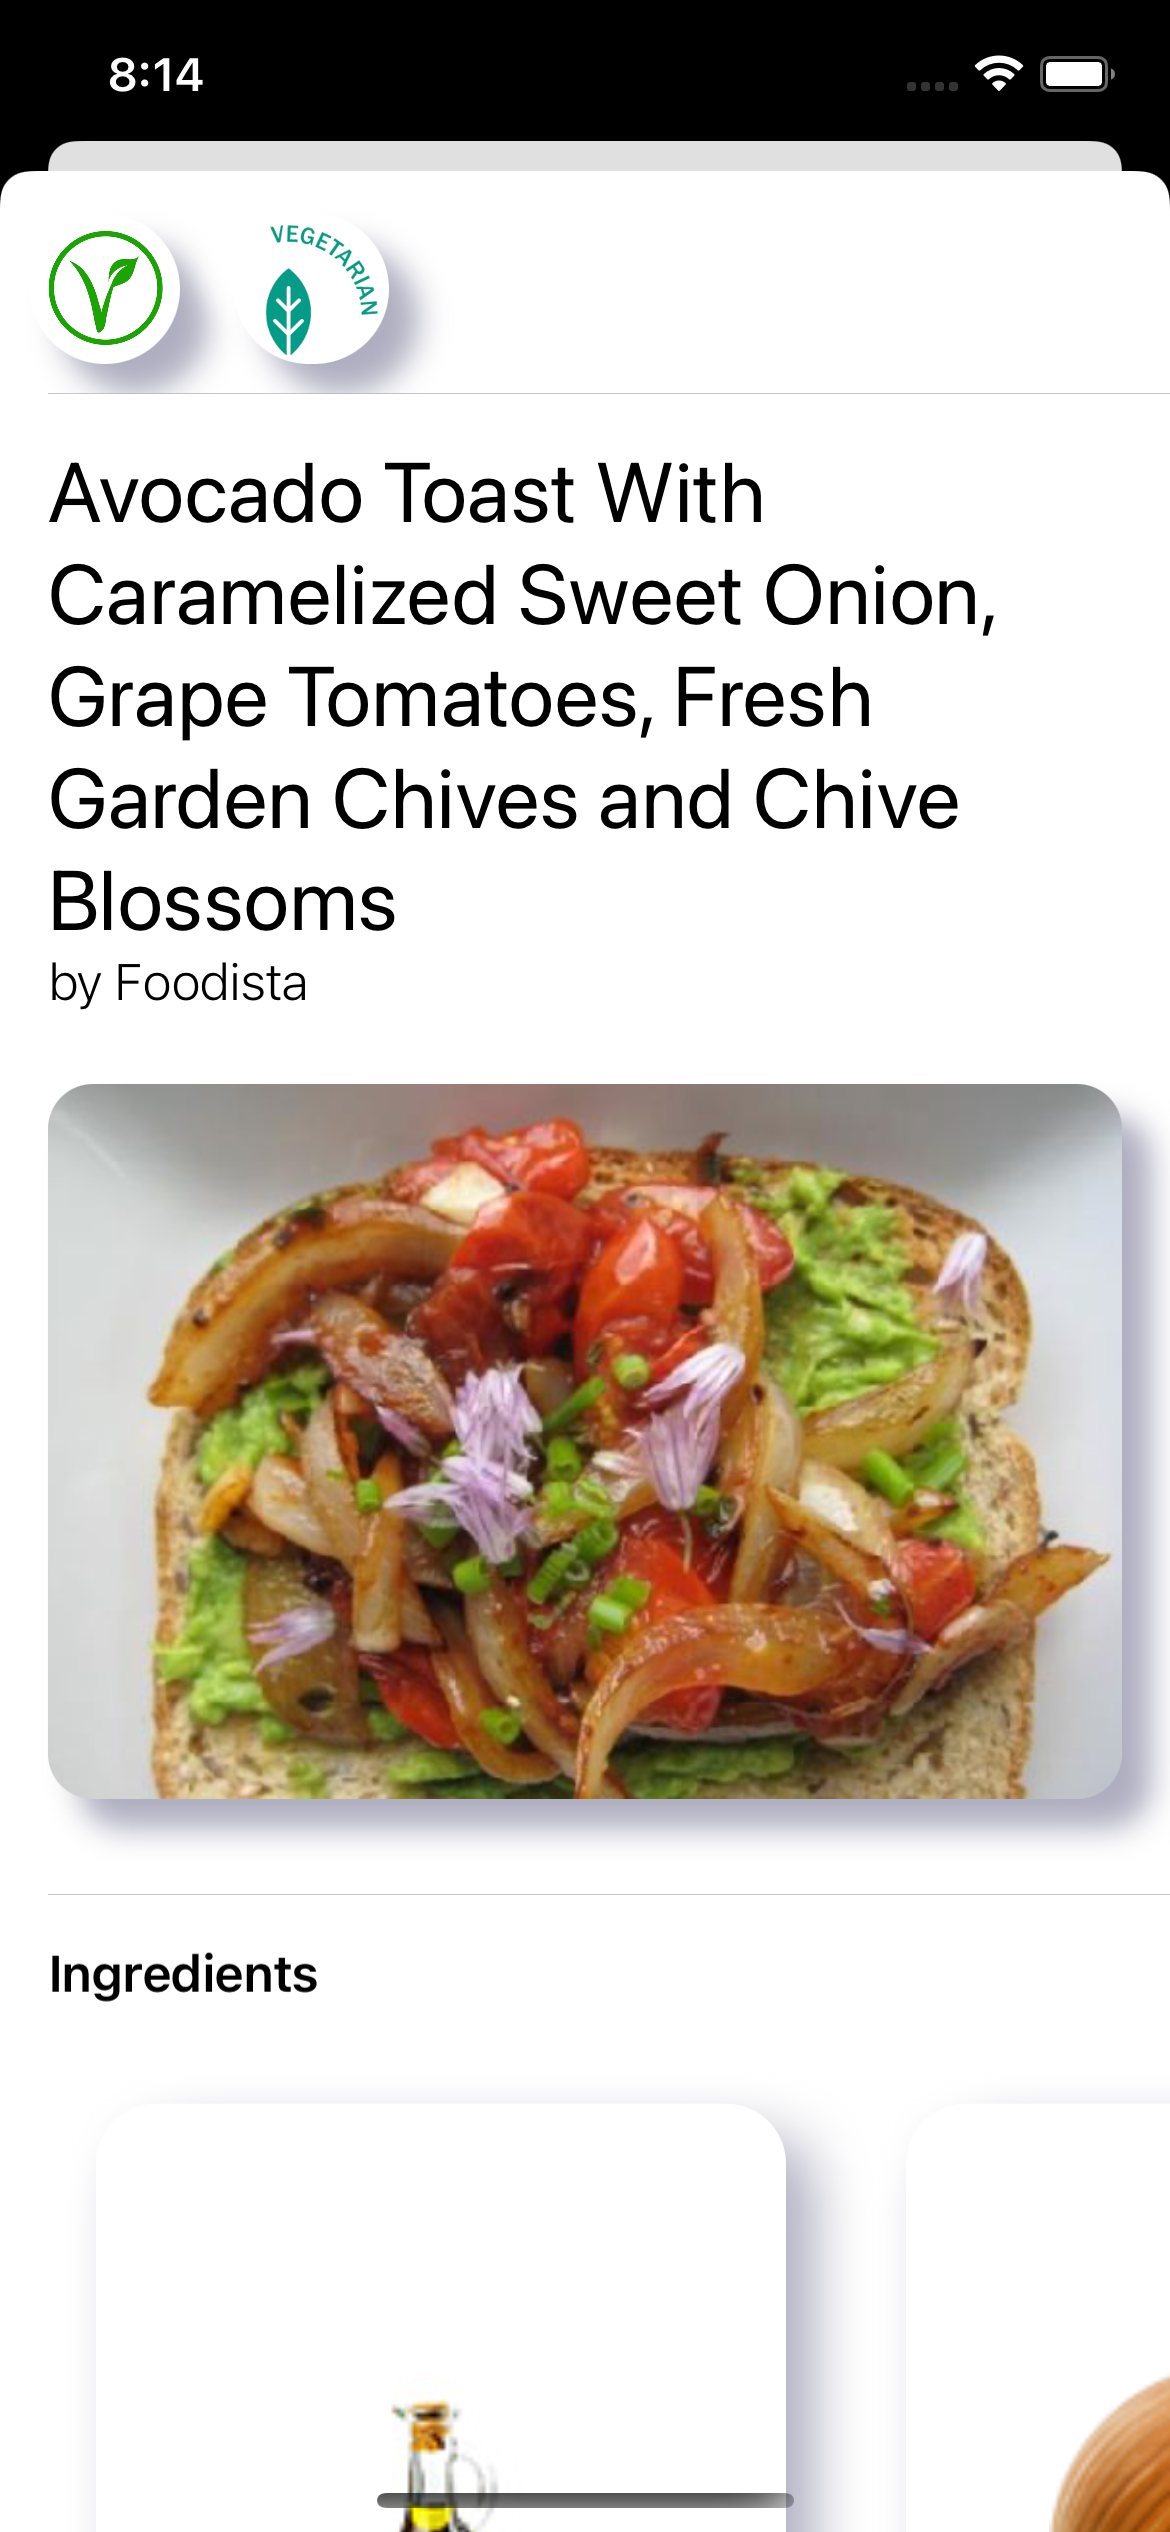 8:14
VEGETARIAN
Avocado Toast With
Caramelized Sweet Onion,
Grape Tomatoes, Fresh
Garden Chives and Chive
Blossoms
by Foodista
Ingredients